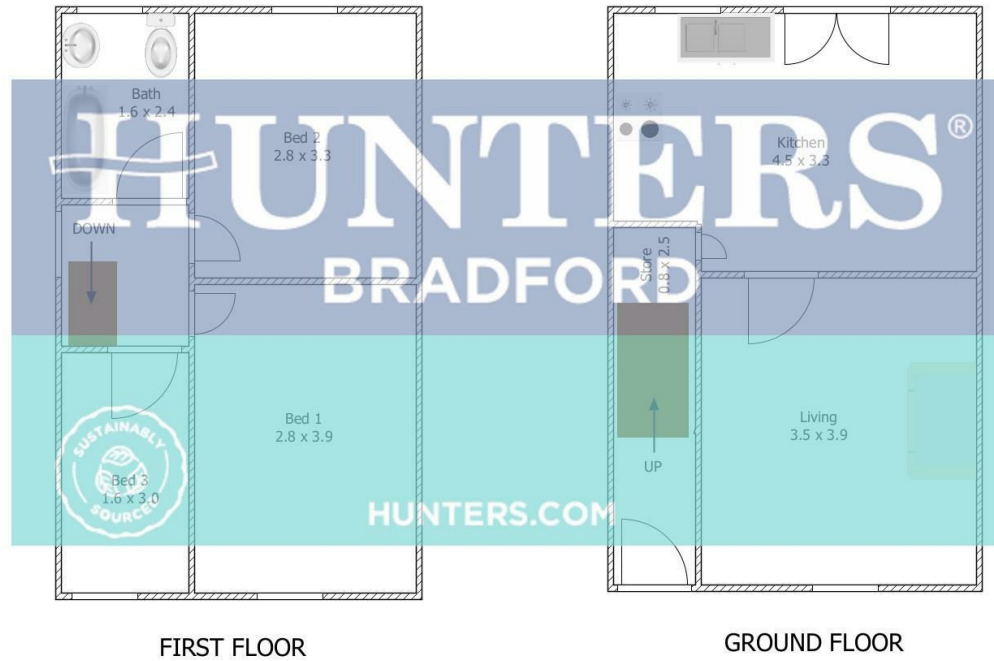 Bath
1.6 x 2.4
Bed 2
2.8 x 3.3
DOWN
Bed 1
2.8 x 3.9
Bed 3
1.6 x 3.0
FIRST FLOOR
Kitchen
4.5 x 3.3
Store
0.8 x 2.5
Living
3.5 x 3.9
UP
GROUND FLOOR
HUNTERS®
BRADFORD
HUNTERS.COM
SUSTAINABLY
SOURCED